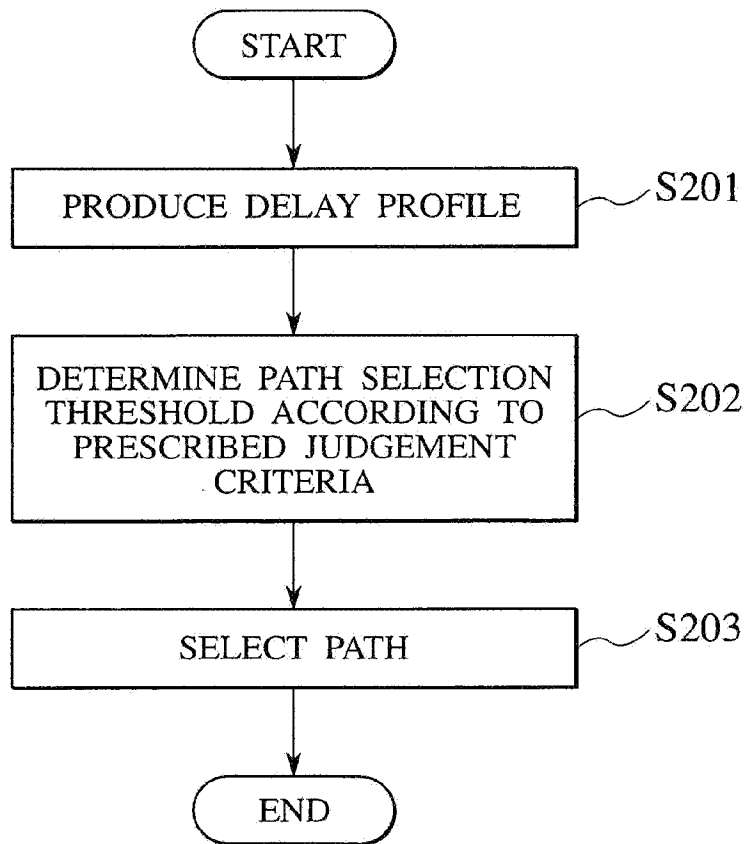 START
PRODUCE DELAY PROFILE
S201
DETERMINE PATH SELECTION
THRESHOLD ACCORDING TO
PRESCRIBED JUDGEMENT
CRITERIA
S202
SELECT PATH
S203
END